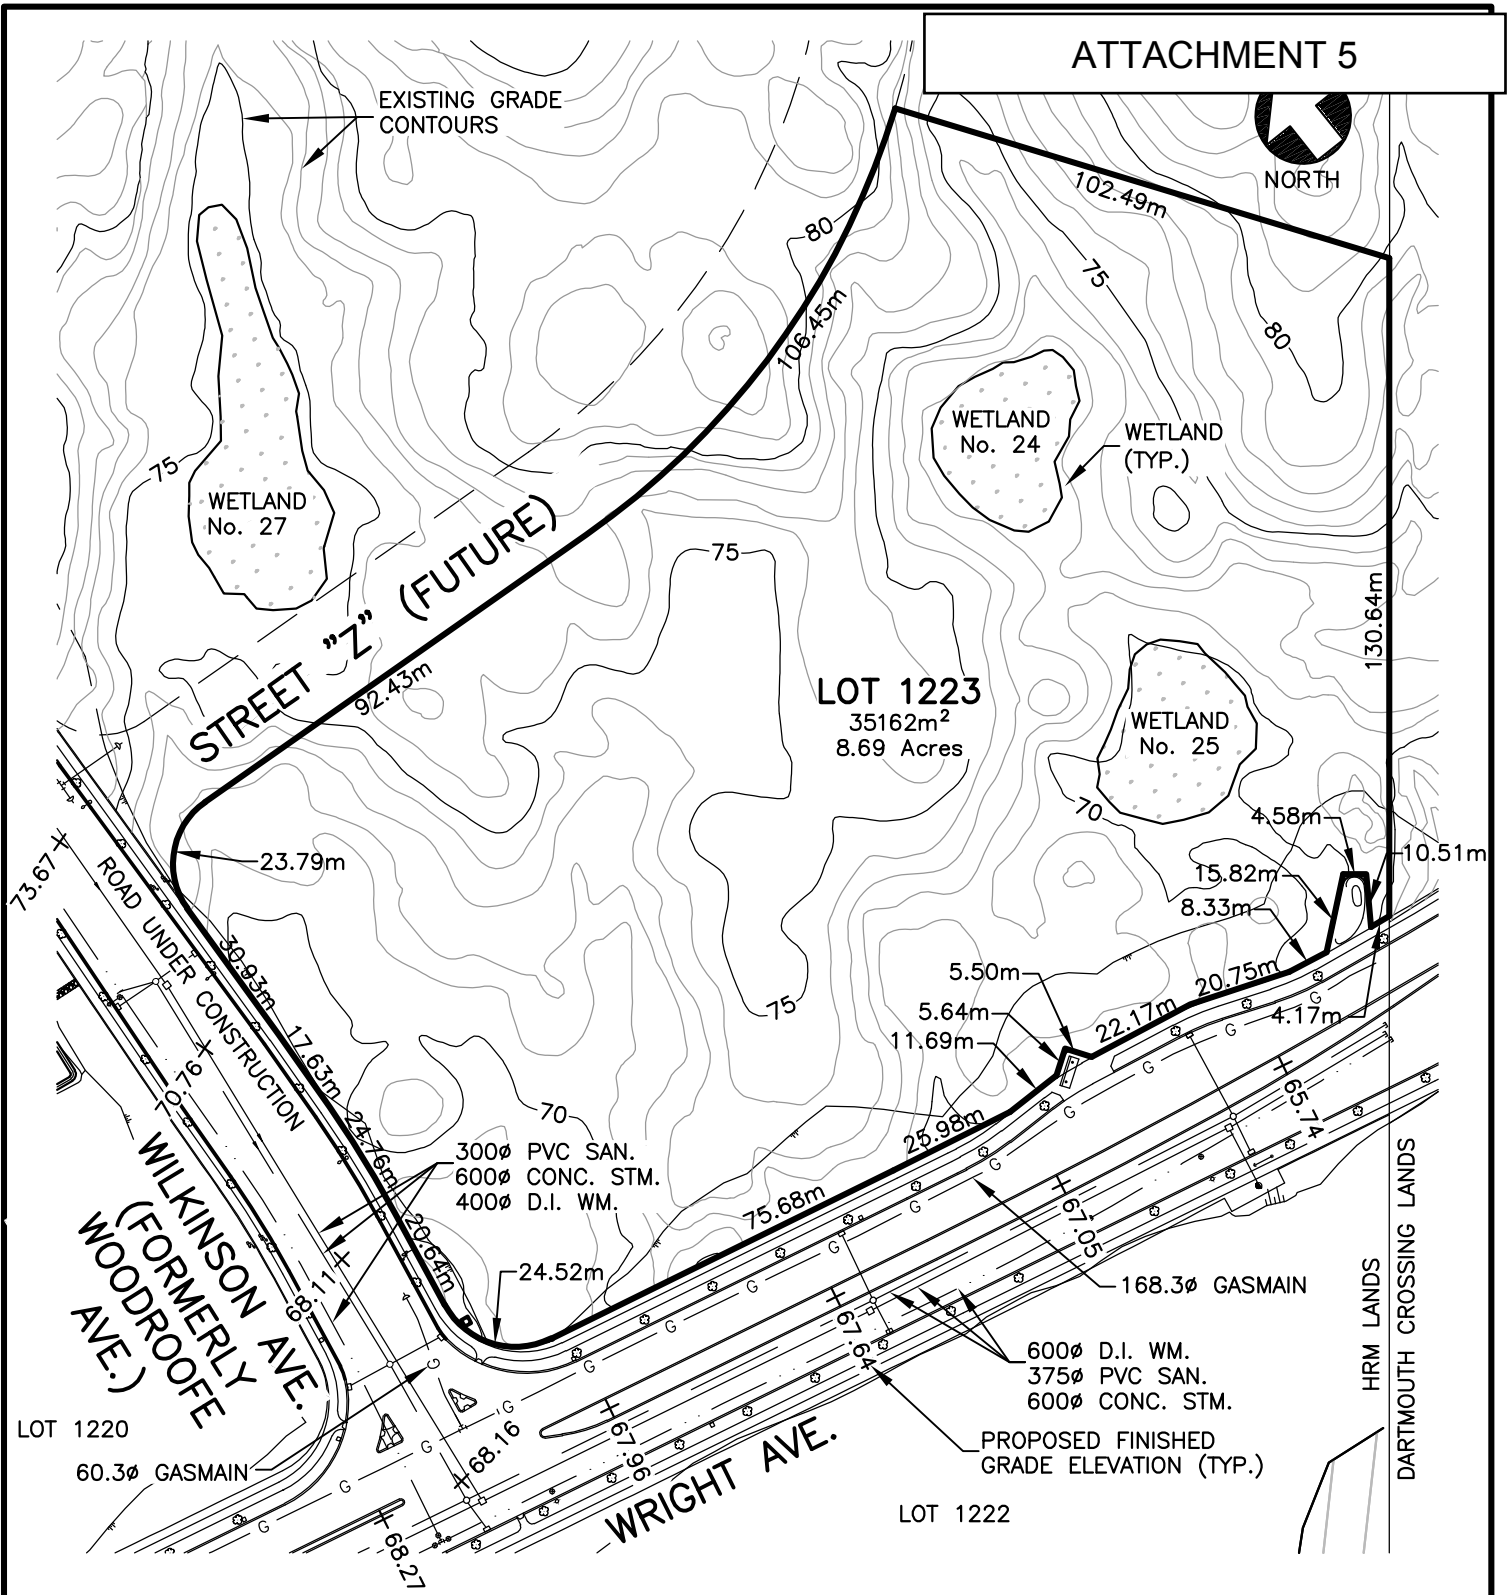 ATTACHMENT 5
EXISTING GRADE
CONTOURS
NORTH
102.49m
80
75
106.45m
80
WETLAND
No. 24
WETLAND
(TYP.)
75
WETLAND
No. 27
75
STREET "Z" (FUTURE)
92.43m
130.64m
LOT 1223
35162m²
8.69 Acres
WETLAND
No. 25
70
4.58m
10.51m
15.82m
8.33m
23.79m
73.67
ROAD UNDER CONSTRUCTION
30.93m
17.63m
24.76m
20.64m
75
5.50m
5.64m
11.69m
22.17m
20.75m
4.17m
70.76
70
25.98m
75.68m
65.74
300ø PVC SAN.
600ø CONC. STM.
400ø D.I. WM.
WILKINSON AVE.
(FORMERLY
WOODROOFE
AVE.)
68.11
24.52m
67.05
168.3ø GASMAIN
67.64
600ø D.I. WM.
375ø PVC SAN.
600ø CONC. STM.
HRM LANDS
DARTMOUTH CROSSING LANDS
LOT 1220
60.3ø GASMAIN
G G G G G G G G G G G G G
68.16
67.96
PROPOSED FINISHED
GRADE ELEVATION (TYP.)
WRIGHT AVE.
LOT 1222
68.27